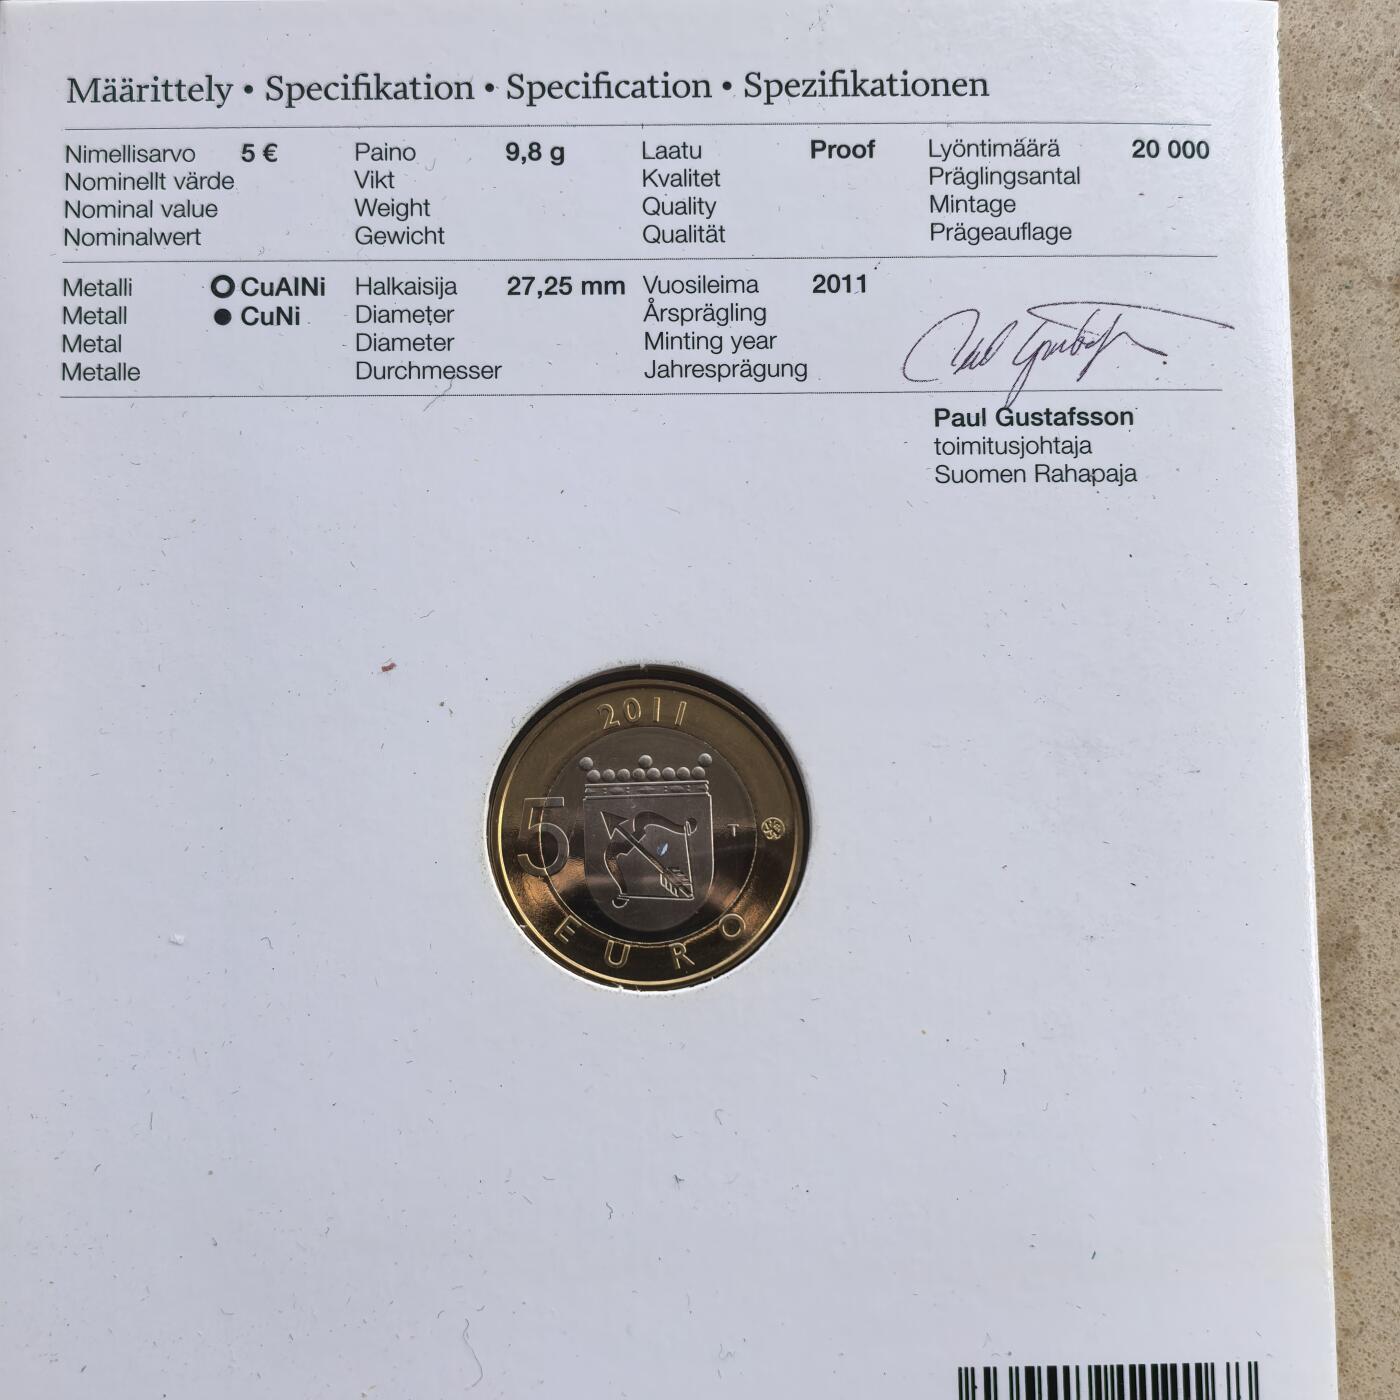 Määrittely • Specifikation • Specification • Spezifikationen
Nimellisarvo 5 € Paino 9,8 g Laatu Proof Lyöntimäärä 20 000
Nominellt värde Vikt Kvalitet Präglingsantal
Nominal value Weight Quality Mintage
Nominalwert Gewicht Qualität Prägeauflage
Metalli CuAlNi Halkaisija 27,25 mm Vuosileima 2011
Metall CuNi Diameter Årsprägling
Metal Diameter Minting year
Metalle Durchmesser Jahresprägung
Paul Gustafsson
Paul Gustafsson
toimitusjohtaja
Suomen Rahapaja
2011
5 T
EURO